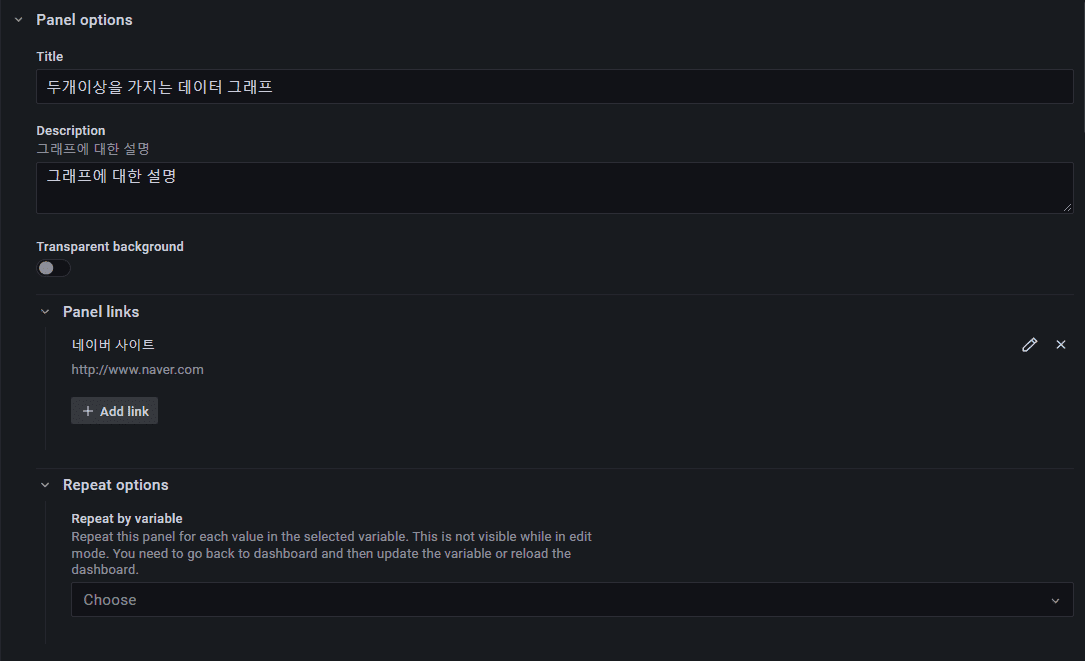 Panel options
Title
두개이상을 가지는 데이터 그래프
Description
그래프에 대한 설명
그래프에 대한 설명
Transparent background
Panel links
네이버 사이트
http://www.naver.com
+ Add link
Repeat options
Repeat by variable
Repeat this panel for each value in the selected variable. This is not visible while in edit
mode. You need to go back to dashboard and then update the variable or reload the
dashboard.
Choose